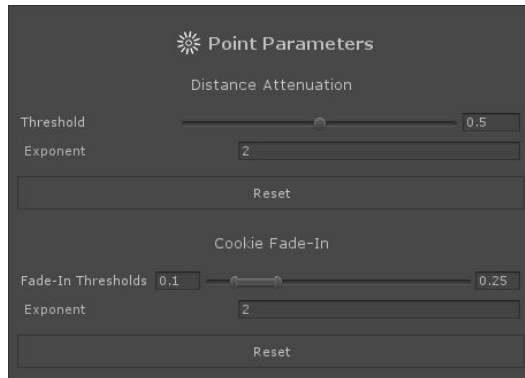 Point Parameters
Distance Attenuation
Threshold 0.5
Exponent 2
Reset
Cookie Fade-In
Fade-In Thresholds 0.1 0.25
Exponent 2
Reset